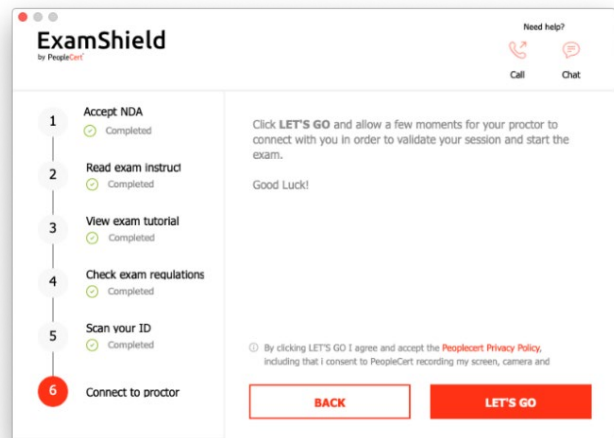 ExamShield
by PeopleCert
Need help?
Call
Chat
1
Accept NDA
Completed
2
Read exam instruct
Completed
3
View exam tutorial
Completed
4
Check exam regulations
Completed
5
Scan your ID
Completed
6
Connect to proctor
Click LET'S GO and allow a few moments for your proctor to
connect with you in order to validate your session and start the
exam.
Good Luck!
By clicking LET'S GO I agree and accept the Peoplecert Privacy Policy,
including that i consent to PeopleCert recording my screen, camera and
BACK
LET'S GO